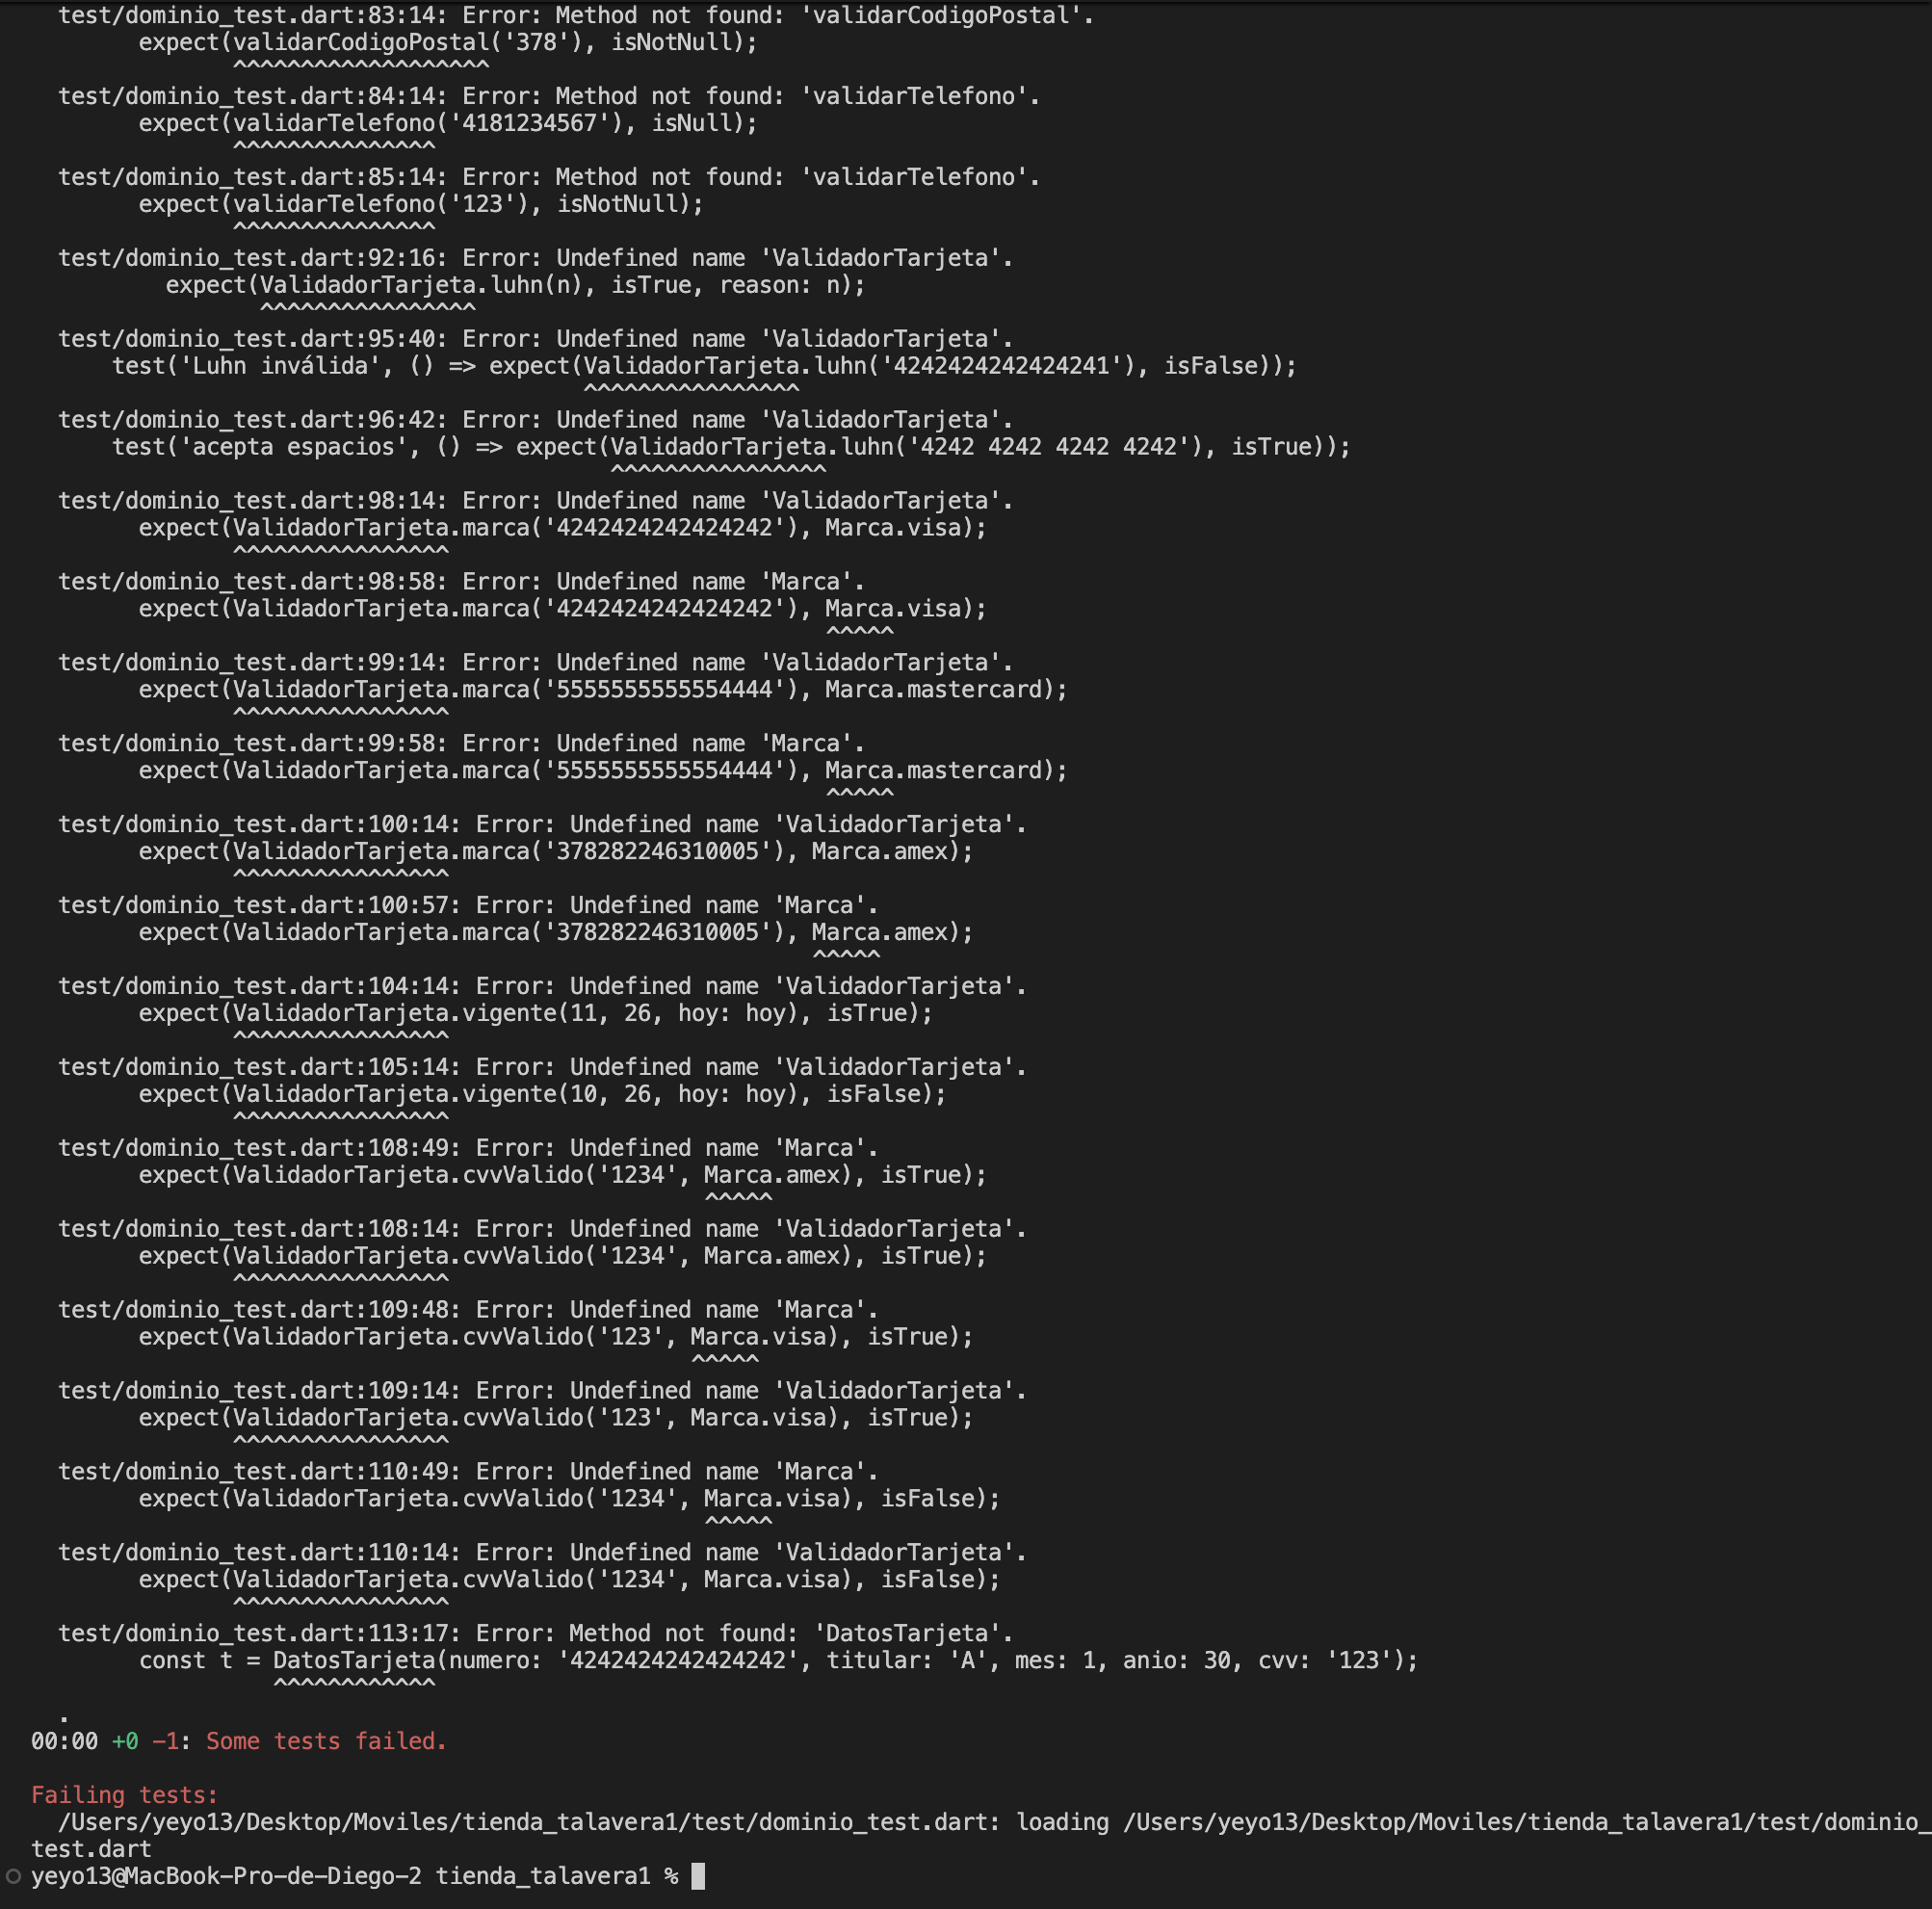 test/dominio_test.dart:83:14: Error: Method not found: 'validarCodigoPostal'.
expect(validarCodigoPostal('378'), isNotNull);
^^^^^^^^^^^^^^^^^^^
test/dominio_test.dart:84:14: Error: Method not found: 'validarTelefono'.
expect(validarTelefono('4181234567'), isNull);
^^^^^^^^^^^^^^^
test/dominio_test.dart:85:14: Error: Method not found: 'validarTelefono'.
expect(validarTelefono('123'), isNotNull);
^^^^^^^^^^^^^^^
test/dominio_test.dart:92:16: Error: Undefined name 'ValidadorTarjeta'.
expect(ValidadorTarjeta.luhn(n), isTrue, reason: n);
^^^^^^^^^^^^^^^^
test/dominio_test.dart:95:40: Error: Undefined name 'ValidadorTarjeta'.
test('Luhn inválida', () => expect(ValidadorTarjeta.luhn('4242424242424241'), isFalse));
^^^^^^^^^^^^^^^^
test/dominio_test.dart:96:42: Error: Undefined name 'ValidadorTarjeta'.
test('acepta espacios', () => expect(ValidadorTarjeta.luhn('4242 4242 4242 4242'), isTrue));
^^^^^^^^^^^^^^^^
test/dominio_test.dart:98:14: Error: Undefined name 'ValidadorTarjeta'.
expect(ValidadorTarjeta.marca('4242424242424242'), Marca.visa);
^^^^^^^^^^^^^^^^
test/dominio_test.dart:98:58: Error: Undefined name 'Marca'.
expect(ValidadorTarjeta.marca('4242424242424242'), Marca.visa);
^^^^^
test/dominio_test.dart:99:14: Error: Undefined name 'ValidadorTarjeta'.
expect(ValidadorTarjeta.marca('5555555555554444'), Marca.mastercard);
^^^^^^^^^^^^^^^^
test/dominio_test.dart:99:58: Error: Undefined name 'Marca'.
expect(ValidadorTarjeta.marca('5555555555554444'), Marca.mastercard);
^^^^^
test/dominio_test.dart:100:14: Error: Undefined name 'ValidadorTarjeta'.
expect(ValidadorTarjeta.marca('378282246310005'), Marca.amex);
^^^^^^^^^^^^^^^^
test/dominio_test.dart:100:57: Error: Undefined name 'Marca'.
expect(ValidadorTarjeta.marca('378282246310005'), Marca.amex);
^^^^^
test/dominio_test.dart:104:14: Error: Undefined name 'ValidadorTarjeta'.
expect(ValidadorTarjeta.vigente(11, 26, hoy: hoy), isTrue);
^^^^^^^^^^^^^^^^
test/dominio_test.dart:105:14: Error: Undefined name 'ValidadorTarjeta'.
expect(ValidadorTarjeta.vigente(10, 26, hoy: hoy), isFalse);
^^^^^^^^^^^^^^^^
test/dominio_test.dart:108:49: Error: Undefined name 'Marca'.
expect(ValidadorTarjeta.cvvValido('1234', Marca.amex), isTrue);
^^^^^
test/dominio_test.dart:108:14: Error: Undefined name 'ValidadorTarjeta'.
expect(ValidadorTarjeta.cvvValido('1234', Marca.amex), isTrue);
^^^^^^^^^^^^^^^^
test/dominio_test.dart:109:48: Error: Undefined name 'Marca'.
expect(ValidadorTarjeta.cvvValido('123', Marca.visa), isTrue);
^^^^^
test/dominio_test.dart:109:14: Error: Undefined name 'ValidadorTarjeta'.
expect(ValidadorTarjeta.cvvValido('123', Marca.visa), isTrue);
^^^^^^^^^^^^^^^^
test/dominio_test.dart:110:49: Error: Undefined name 'Marca'.
expect(ValidadorTarjeta.cvvValido('1234', Marca.visa), isFalse);
^^^^^
test/dominio_test.dart:110:14: Error: Undefined name 'ValidadorTarjeta'.
expect(ValidadorTarjeta.cvvValido('1234', Marca.visa), isFalse);
^^^^^^^^^^^^^^^^
test/dominio_test.dart:113:17: Error: Method not found: 'DatosTarjeta'.
const t = DatosTarjeta(numero: '4242424242424242', titular: 'A', mes: 1, anio: 30, cvv: '123');
^^^^^^^^^^^^
.
00:00 +0 -1: Some tests failed.
Failing tests:
/Users/yeyo13/Desktop/Moviles/tienda_talavera1/test/dominio_test.dart: loading /Users/yeyo13/Desktop/Moviles/tienda_talavera1/test/dominio_
test.dart
yeyo13@MacBook-Pro-de-Diego-2 tienda_talavera1 %